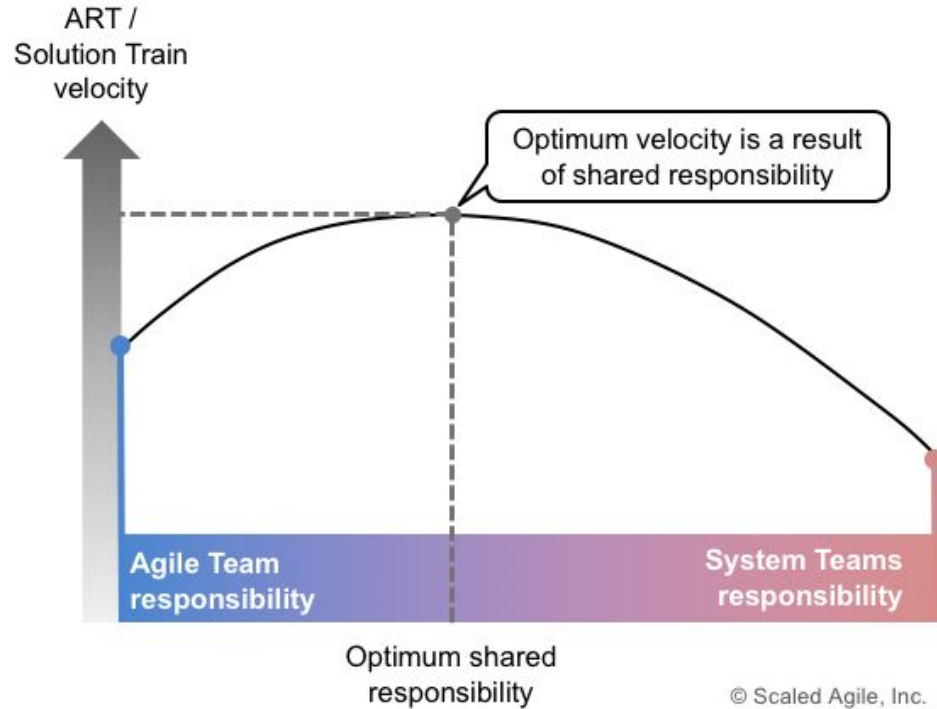 ART /
Solution Train
velocity
Optimum velocity is a result
of shared responsibility
Agile Team
responsibility
System Teams
responsibility
Optimum shared
responsibility
© Scaled Agile, Inc.